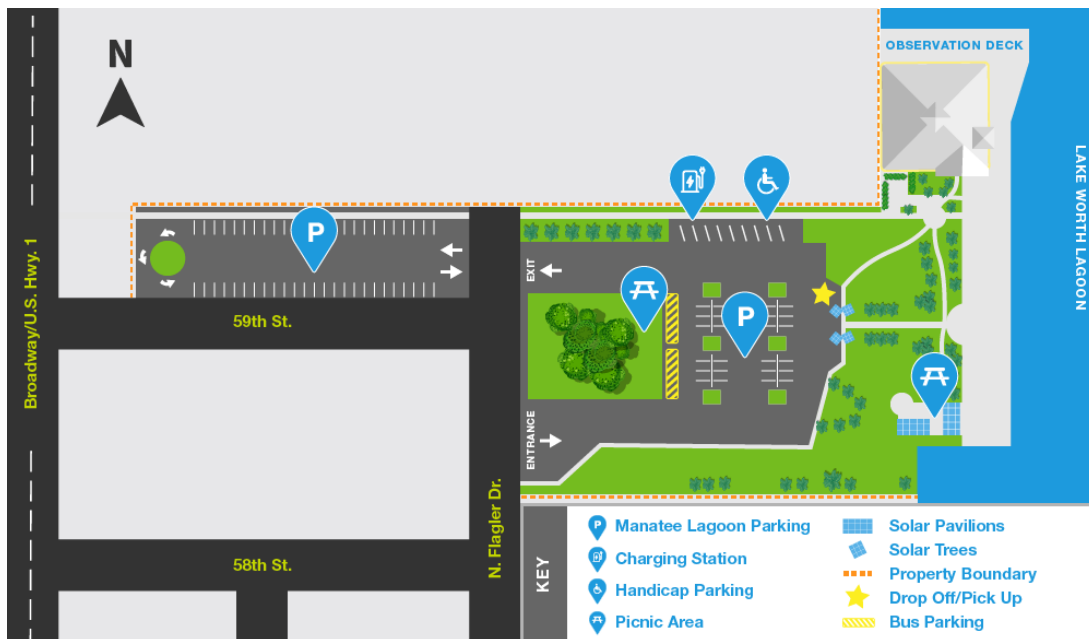 N
OBSERVATION DECK
LAKE WORTH LAGOON
Broadway/U.S. Hwy. 1
P
EXIT
P
59th St.
ENTRANCE
N. Flagler Dr.
58th St.
KEY
P Manatee Lagoon Parking
Charging Station
Handicap Parking
Picnic Area
Solar Pavilions
Solar Trees
Property Boundary
Drop Off/Pick Up
Bus Parking